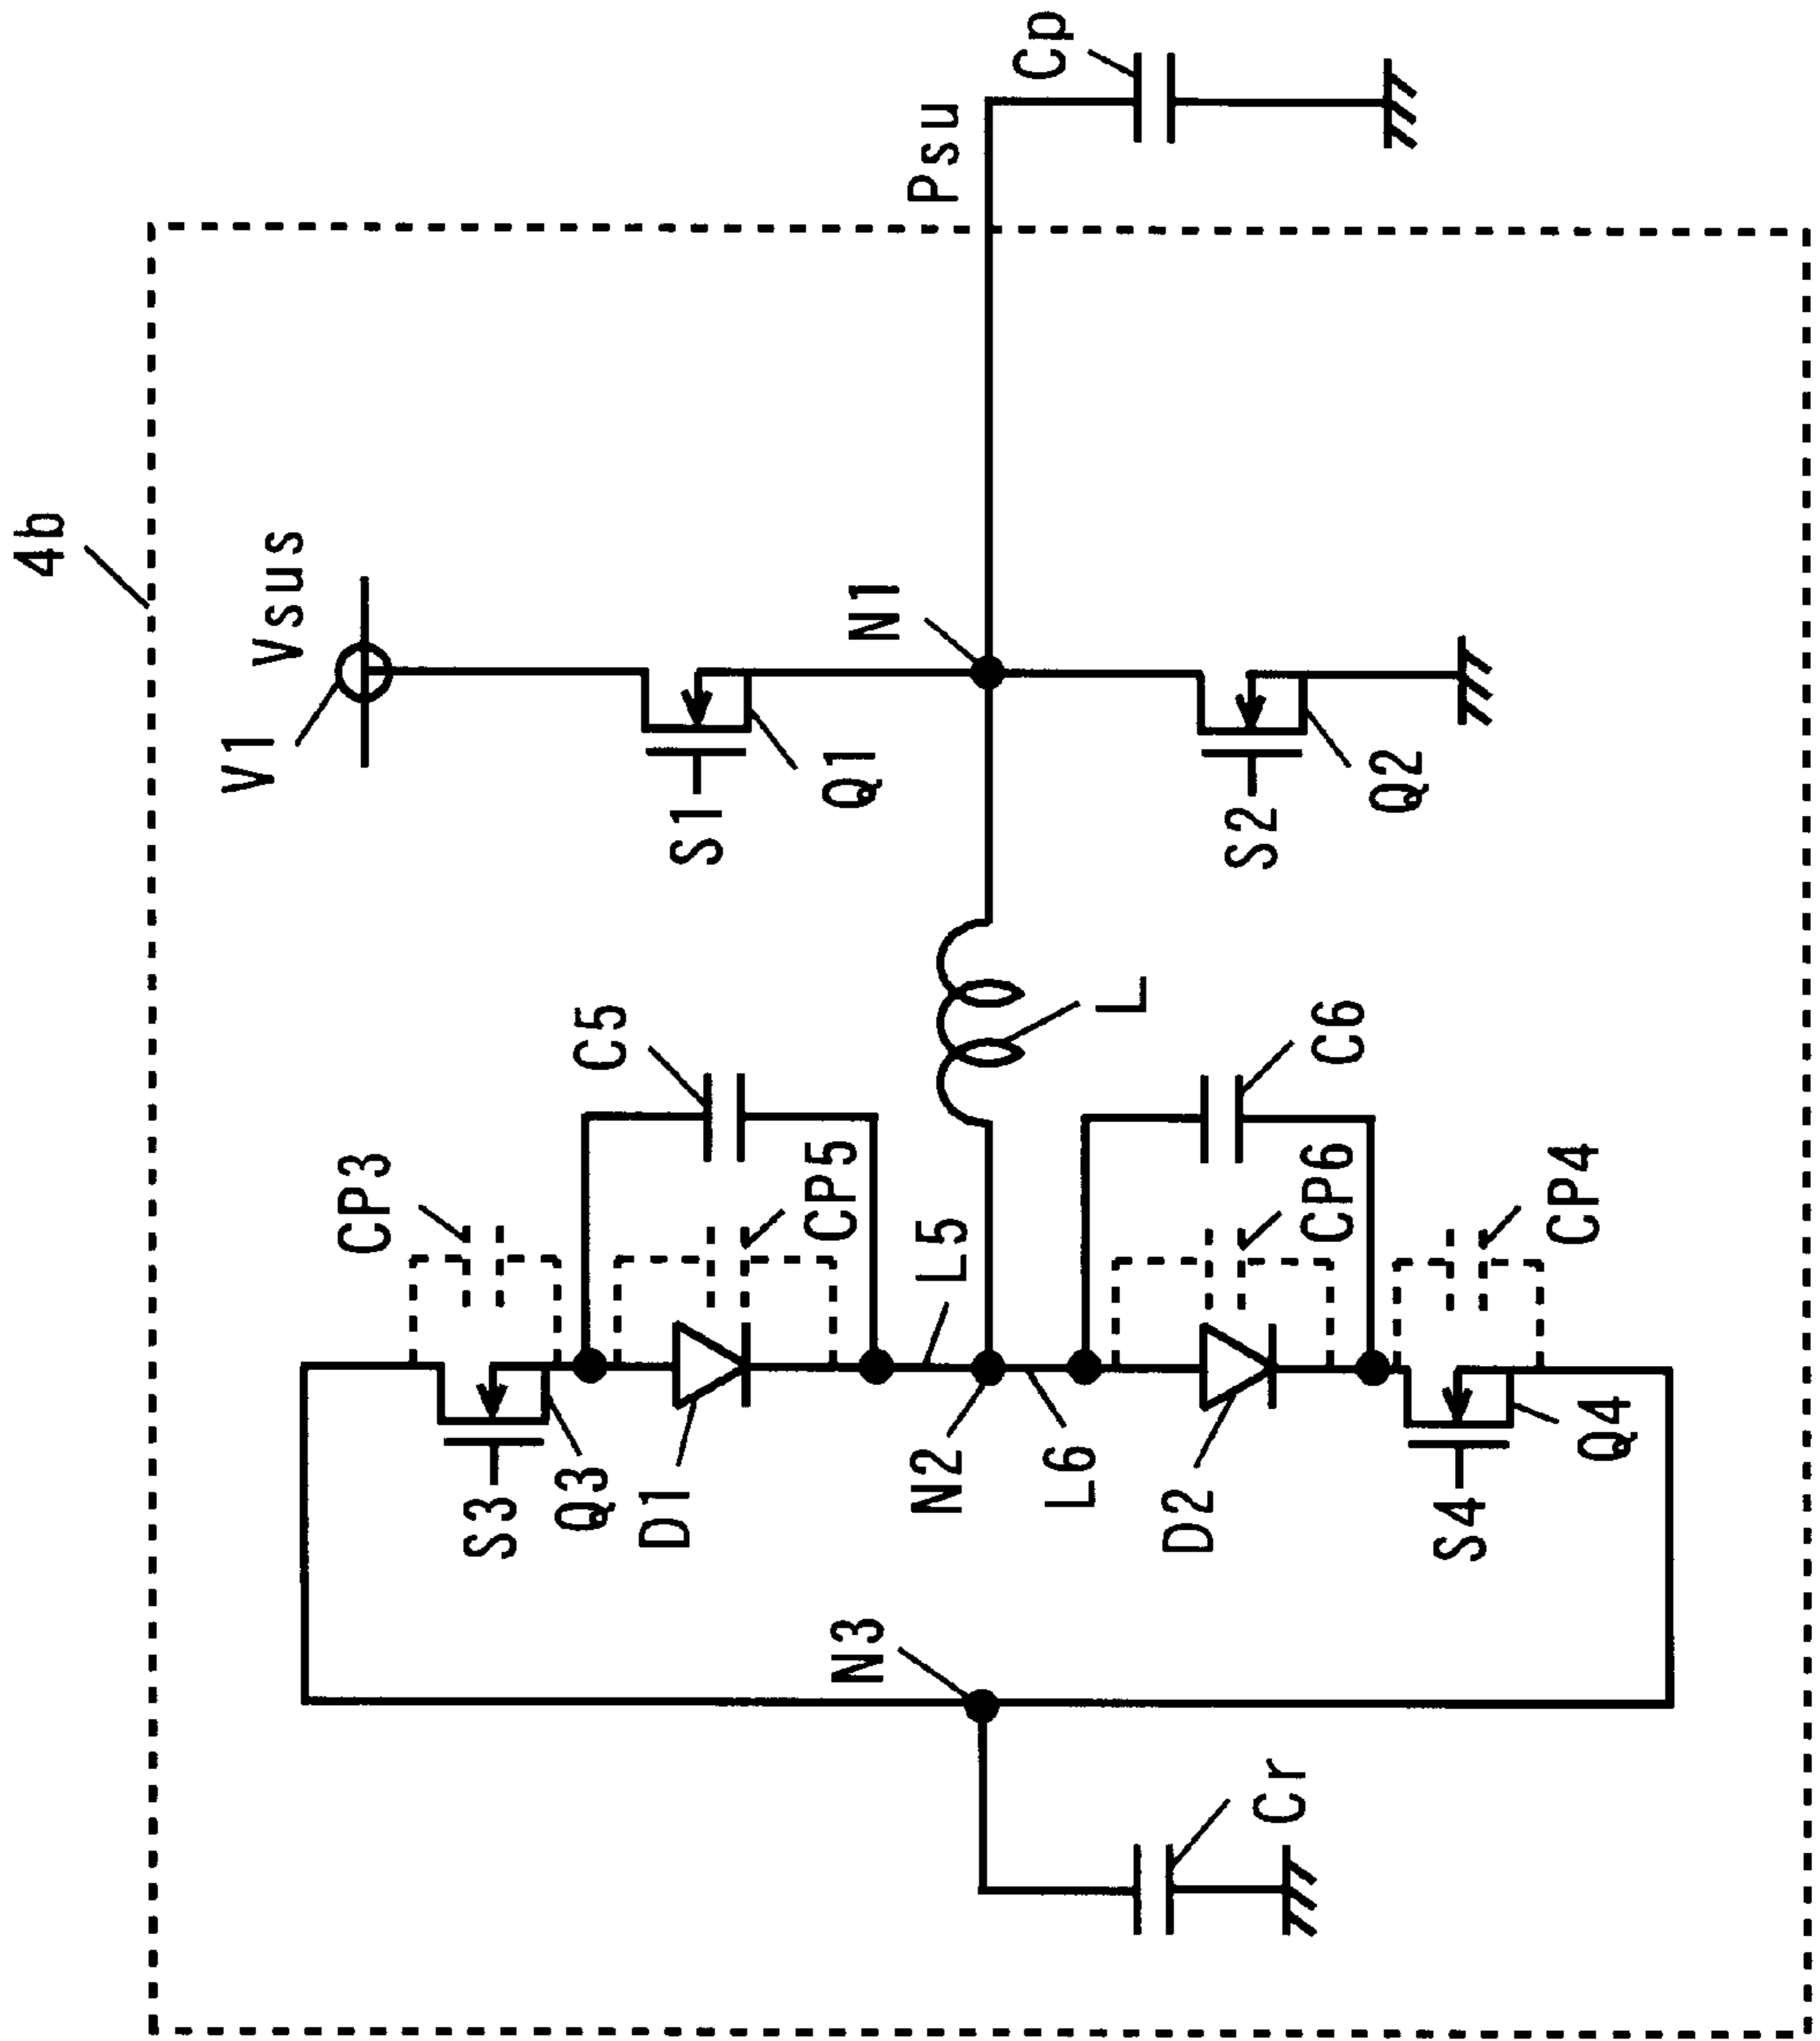 4b
V1
Vsus
S1
Q1
N1
Psu
Cp
S2
Q2
CP3
C5
S3
Q3
D1
CP5
L5
N2
L
L6
CP6
C6
D2
CP4
S4
Q4
N3
Cr